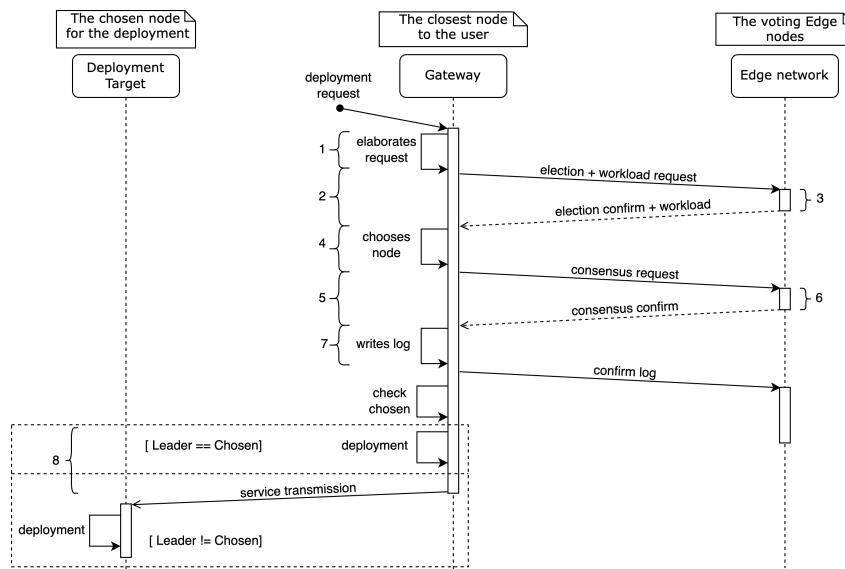 The chosen node
for the deployment
The closest node
to the user
The voting Edge
nodes
Deployment
Target
Gateway
Edge network
deployment
request
1
elaborates
request
election + workload request
2
3
election confirm + workload
4
chooses
node
consensus request
5
6
consensus confirm
7
writes log
confirm log
check
chosen
8
[ Leader == Chosen]
deployment
service transmission
deployment
[ Leader != Chosen]